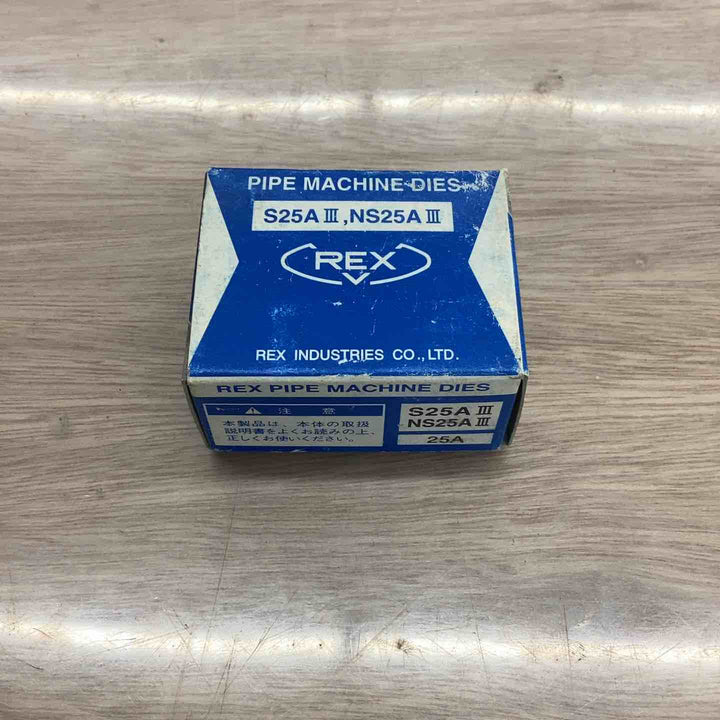 PIPE MACHINE DIES
S25AⅢ,NS25AⅢ
REX
REX INDUSTRIES CO.,LTD.
REX PIPE MACHINE DIES
注 意
本製品は、本体の取扱
説明書をよくお読みの上、
正しくお使いください。
S25AⅢ
NS25AⅢ
25A